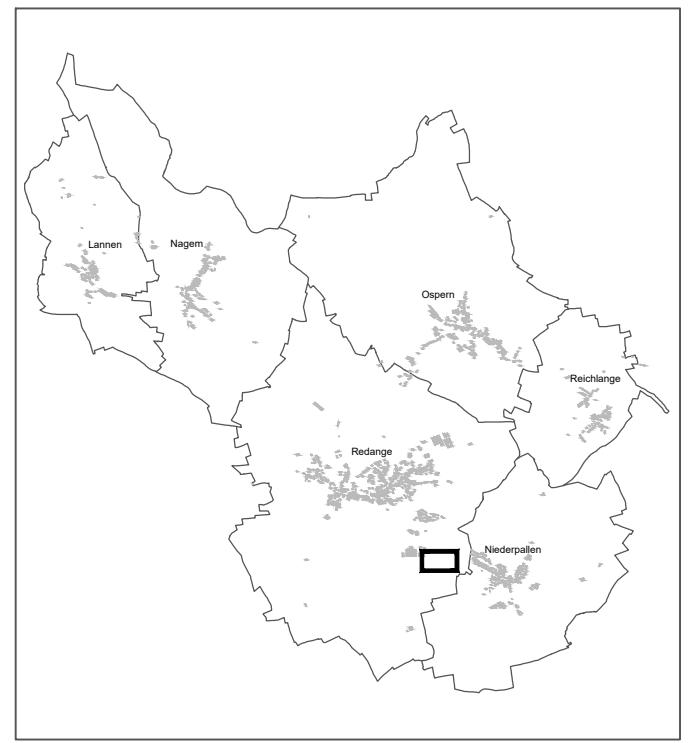 Lannen
Nagem
Ospern
Reichlange
Redange
Niederpallen